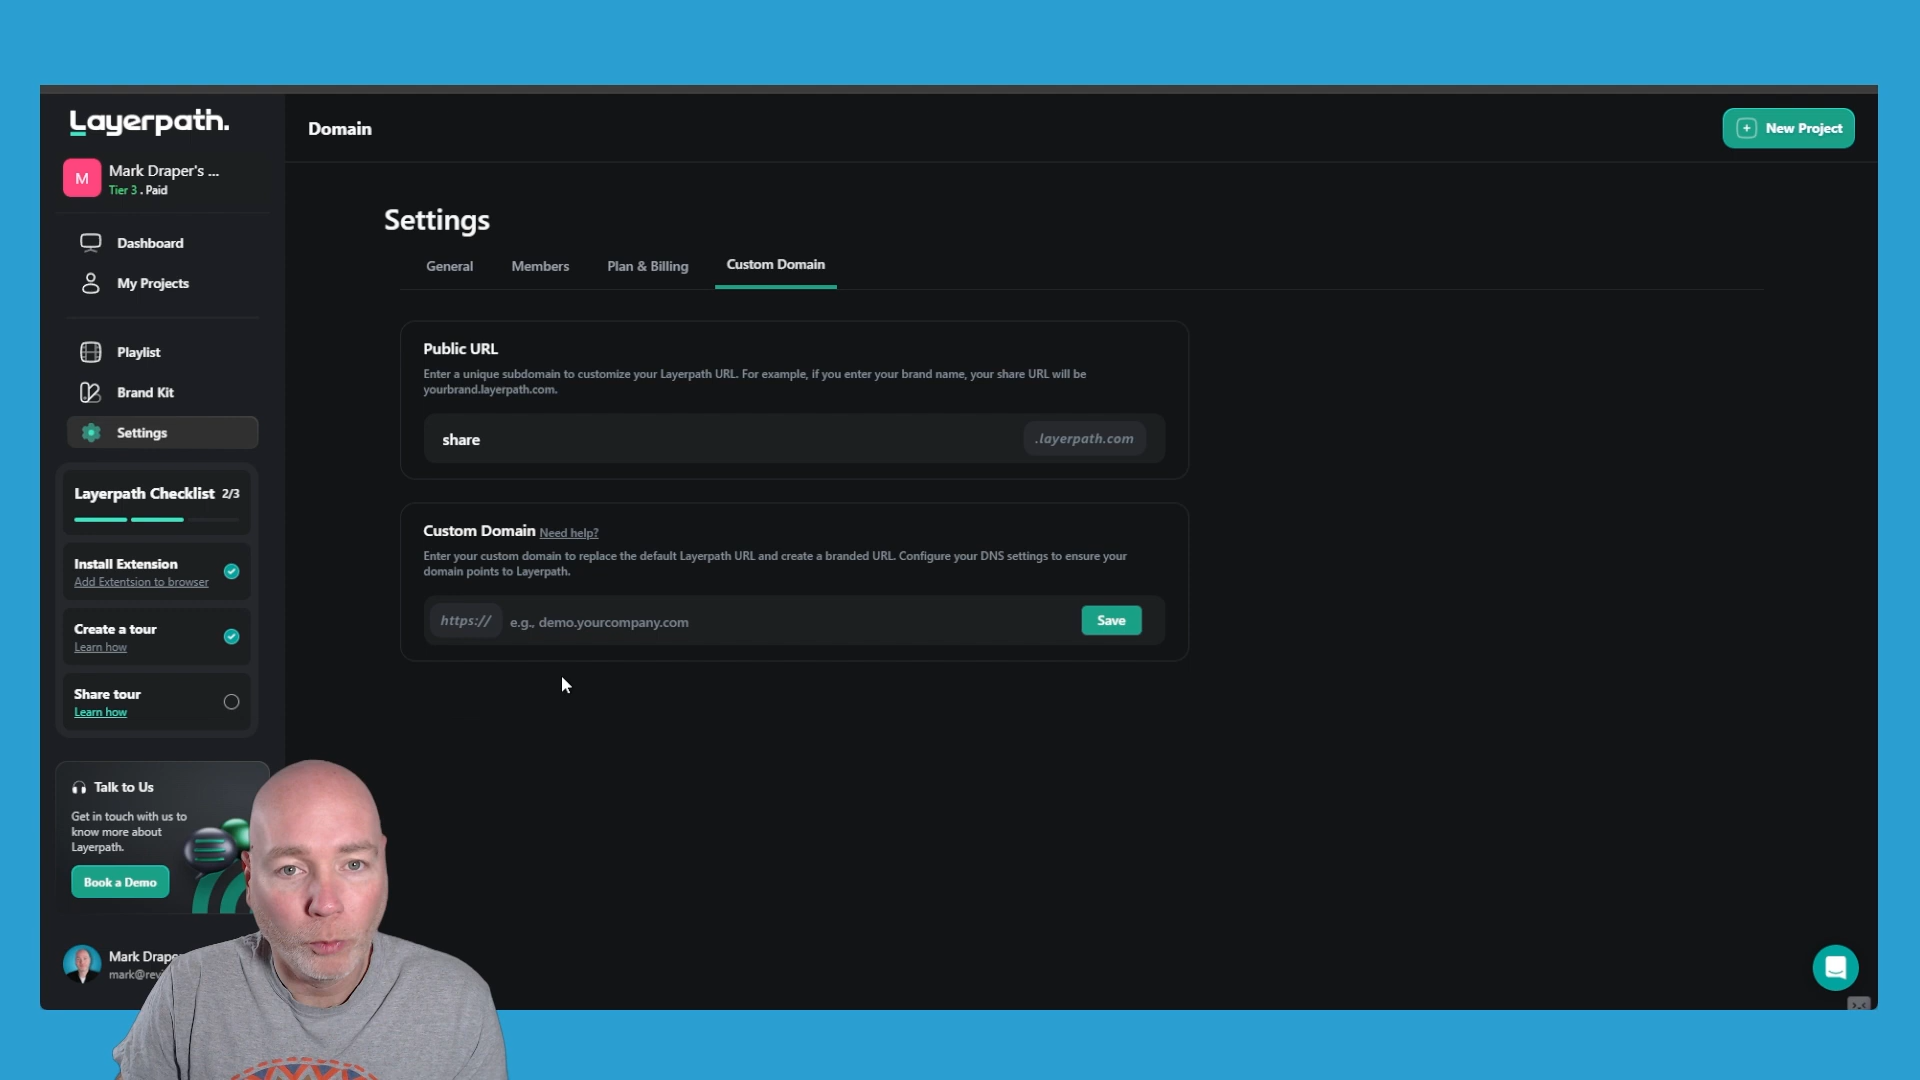 Layerpath.
M
Mark Draper's ...
Tier 3 . Paid
Dashboard
My Projects
Playlist
Brand Kit
Settings
Layerpath Checklist 2/3
Install Extension
Add Extentsion to browser
Create a tour
Learn how
Share tour
Learn how
Talk to Us
Get in touch with us to
know more about
Layerpath.
Book a Demo
Mark Draper
Domain
New Project
Settings
General
Members
Plan & Billing
Custom Domain
Public URL
Enter a unique subdomain to customize your Layerpath URL. For example, if you enter your brand name, your share URL will be
yourbrand.layerpath.com.
share
.layerpath.com
Custom Domain Need help?
Enter your custom domain to replace the default Layerpath URL and create a branded URL. Configure your DNS settings to ensure your
domain points to Layerpath.
https://
e.g., demo.yourcompany.com
Save